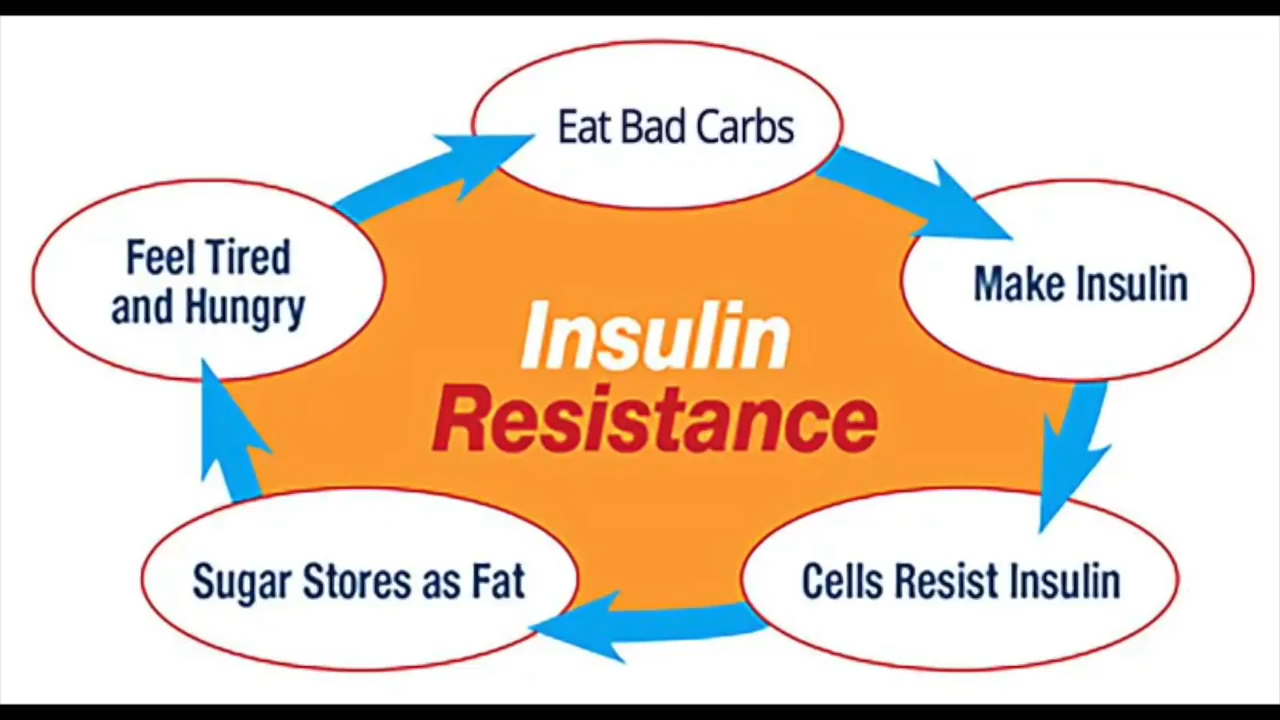 Eat Bad Carbs
Make Insulin
Cells Resist Insulin
Sugar Stores as Fat
Feel Tired
and Hungry
Insulin
Resistance